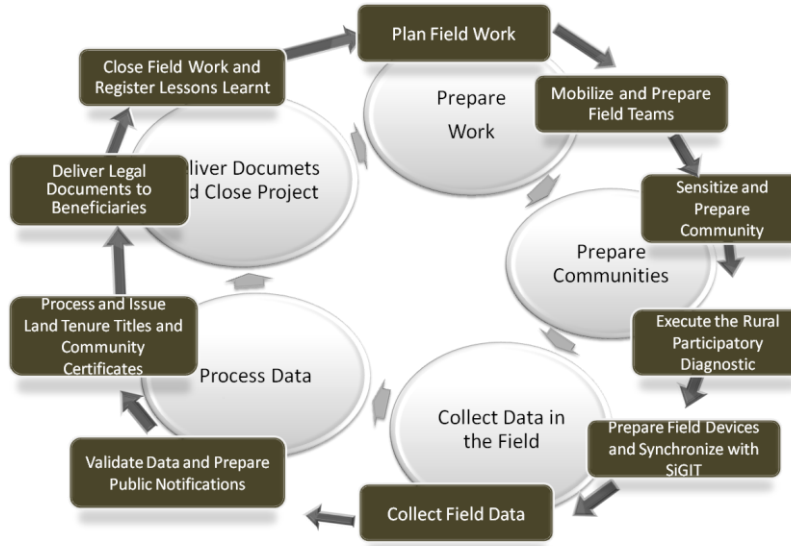 Plan Field Work
Prepare
Work
Mobilize and Prepare
Field Teams
Sensitize and
Prepare
Community
Prepare
Communities
Execute the Rural
Participatory
Diagnostic
Prepare Field Devices
and Synchronize with
SiGIT
Collect Data in
the Field
Collect Field Data
Validate Data and Prepare
Public Notifications
Process Data
Process and Issue
Land Tenure Titles and
Community
Certificates
Deliver Legal
Documents to
Beneficiaries
eliver Documets
d Close Project
Close Field Work and
Register Lessons Learnt